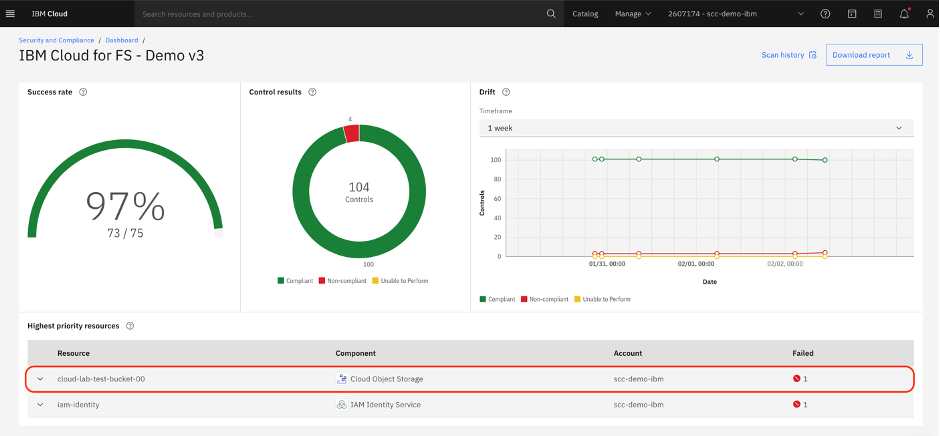 IBM Cloud
Search resources and products...
Catalog
Manage
2607174 - scc-demo-ibm
Security and Compliance / Dashboard /
IBM Cloud for FS - Demo v3
Scan history
Download report
Success rate
97%
73 / 75
Control results
4
104
Controls
100
Compliant
Non-compliant
Unable to Perform
Drift
Timeframe
1 week
Controls
100
80
60
40
20
0
01/31, 00:00
02/01, 00:00
02/02, 00:00
Date
Compliant
Non-compliant
Unable to Perform
Highest priority resources
Resource Component Account Failed
cloud-lab-test-bucket-00 Cloud Object Storage scc-demo-ibm 1
iam-identity IAM Identity Service scc-demo-ibm 1